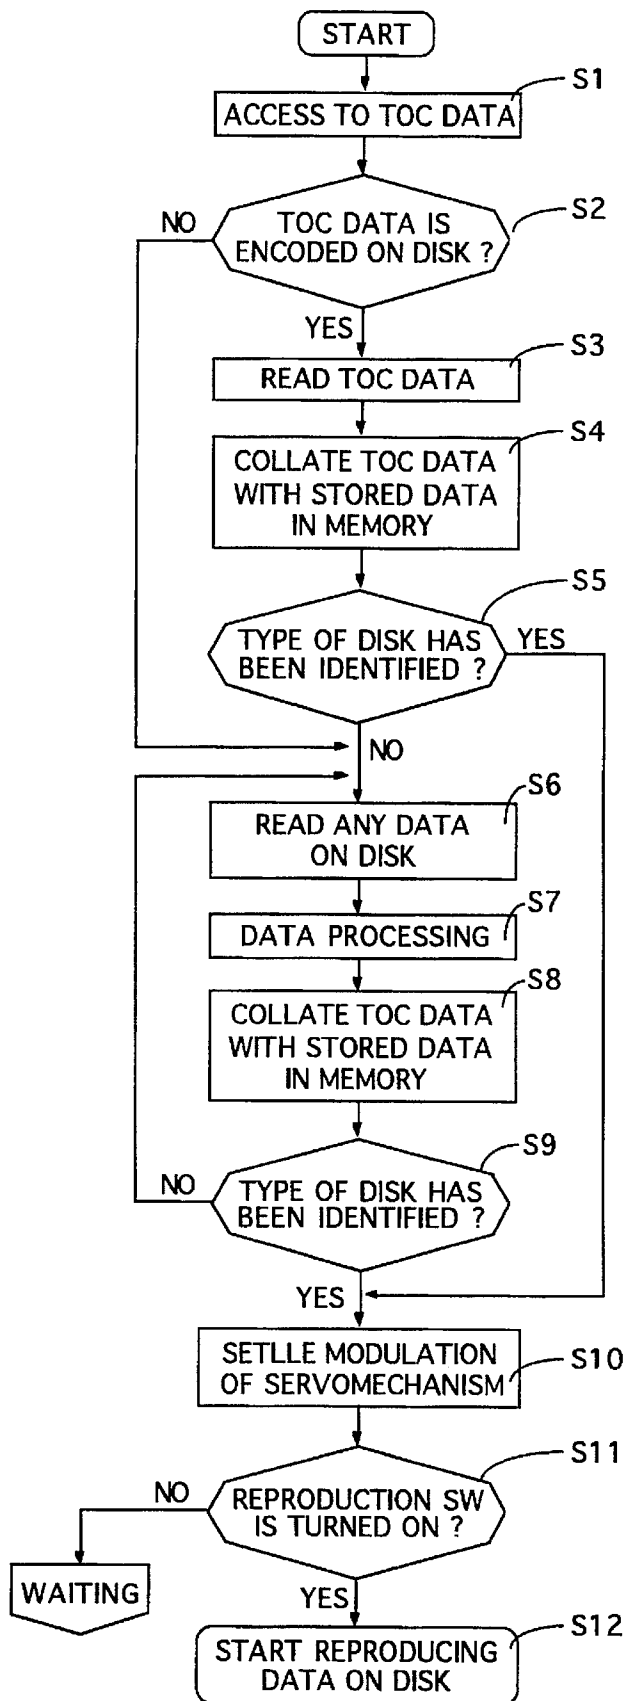 START
S1
ACCESS TO TOC DATA
S2
NO
TOC DATA IS
ENCODED ON DISK ?
YES
S3
READ TOC DATA
S4
COLLATE TOC DATA
WITH STORED DATA
IN MEMORY
S5
TYPE OF DISK HAS
BEEN IDENTIFIED ?
YES
NO
S6
READ ANY DATA
ON DISK
S7
DATA PROCESSING
S8
COLLATE TOC DATA
WITH STORED DATA
IN MEMORY
S9
NO
TYPE OF DISK HAS
BEEN IDENTIFIED ?
YES
SETLLE MODULATION
OF SERVOMECHANISM
S10
S11
NO
REPRODUCTION SW
IS TURNED ON ?
WAITING
YES
S12
START REPRODUCING
DATA ON DISK